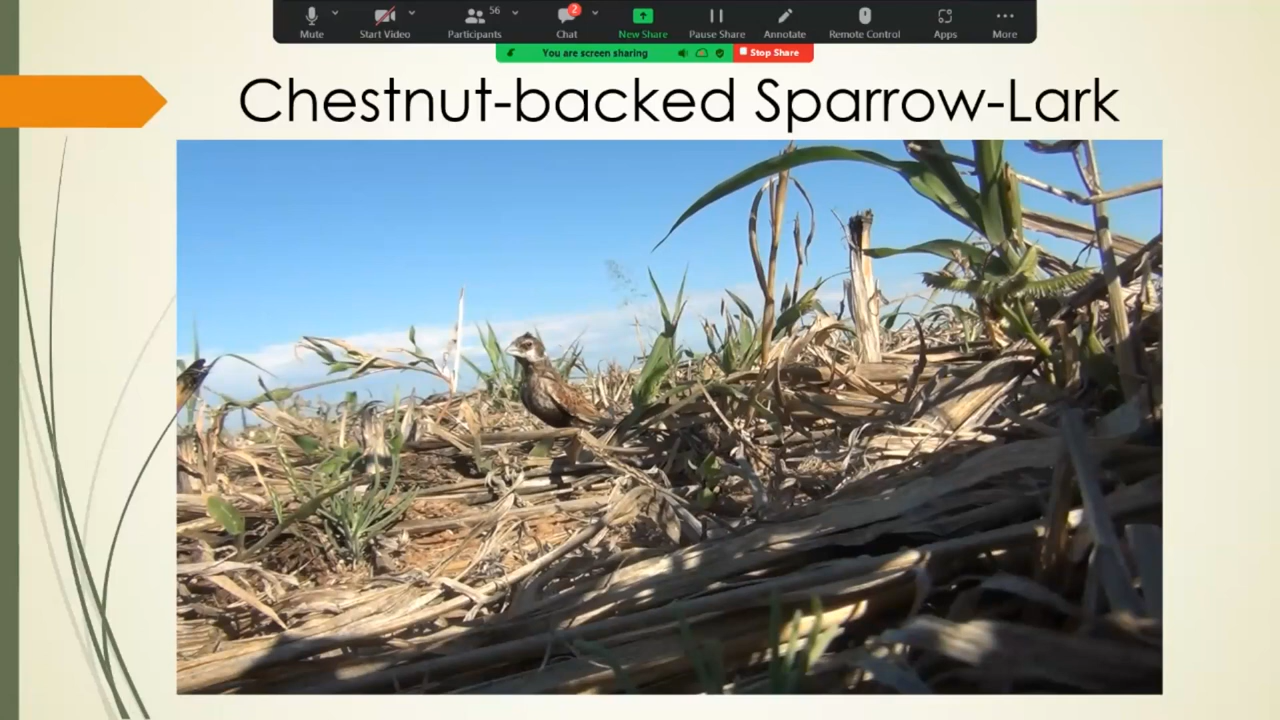 56
2
Mute
Start Video
Participants
Chat
New Share
Pause Share
Annotate
Remote Control
Apps
More
You are screen sharing
Stop Share
Chestnut-backed Sparrow-Lark